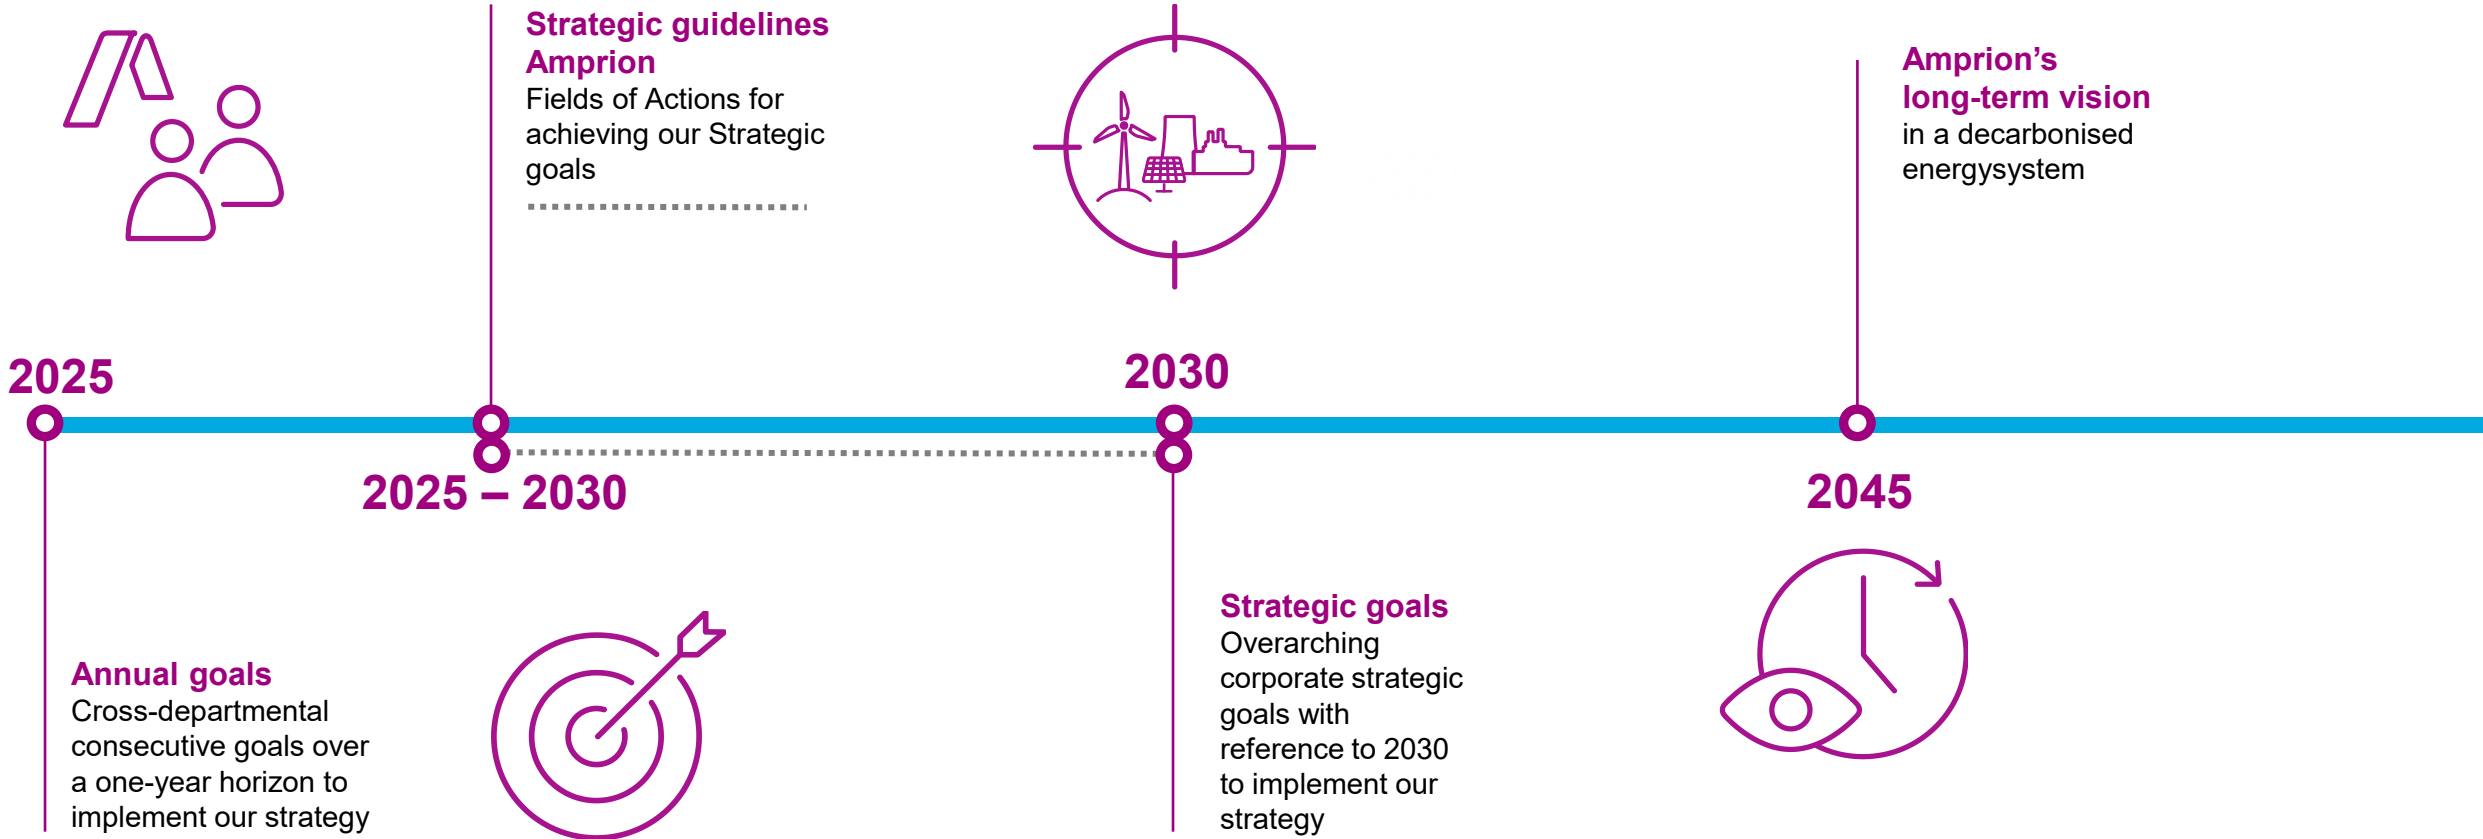 Strategic guidelines
Amprion
Fields of Actions for
achieving our Strategic
goals
Amprion’s
long-term vision
in a decarbonised
energysystem
2025
2030
2025 – 2030
2045
Annual goals
Cross-departmental
consecutive goals over
a one-year horizon to
implement our strategy
Strategic goals
Overarching
corporate strategic
goals with
reference to 2030
to implement our
strategy